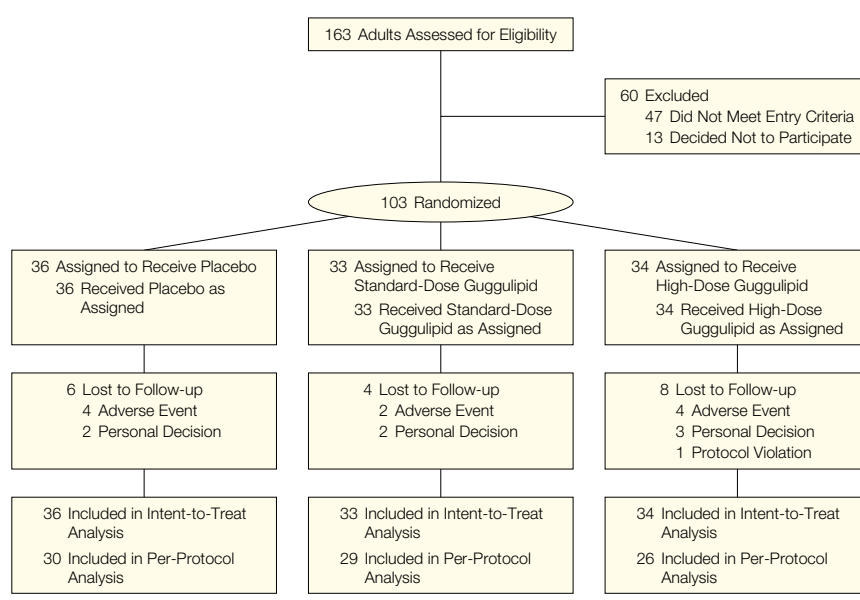 163 Adults Assessed for Eligibility
60 Excluded
47 Did Not Meet Entry Criteria
13 Decided Not to Participate
103 Randomized
36 Assigned to Receive Placebo
36 Received Placebo as
Assigned
33 Assigned to Receive
Standard-Dose Guggulipid
33 Received Standard-Dose
Guggulipid as Assigned
34 Assigned to Receive
High-Dose Guggulipid
34 Received High-Dose
Guggulipid as Assigned
6 Lost to Follow-up
4 Adverse Event
2 Personal Decision
4 Lost to Follow-up
2 Adverse Event
2 Personal Decision
8 Lost to Follow-up
4 Adverse Event
3 Personal Decision
1 Protocol Violation
36 Included in Intent-to-Treat
Analysis
30 Included in Per-Protocol
Analysis
33 Included in Intent-to-Treat
Analysis
29 Included in Per-Protocol
Analysis
34 Included in Intent-to-Treat
Analysis
26 Included in Per-Protocol
Analysis